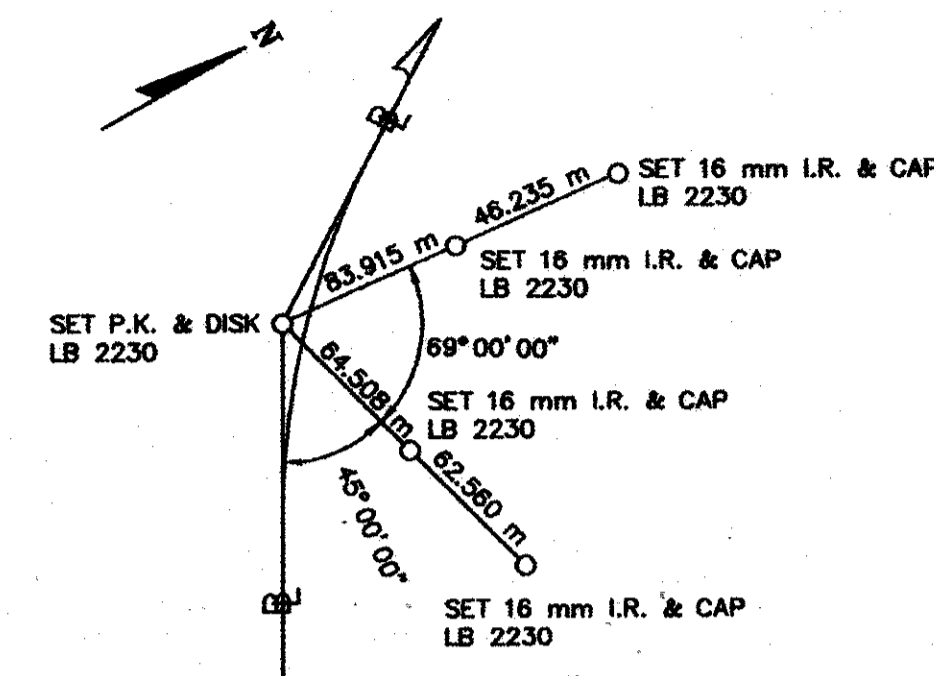 N
BL
46.235 m
SET 16 mm I.R. & CAP
LB 2230
83.915 m
SET 16 mm I.R. & CAP
LB 2230
SET P.K. & DISK
LB 2230
69°00'00"
64.508 m
SET 16 mm I.R. & CAP
LB 2230
62.560 m
45°00'00"
BL
SET 16 mm I.R. & CAP
LB 2230